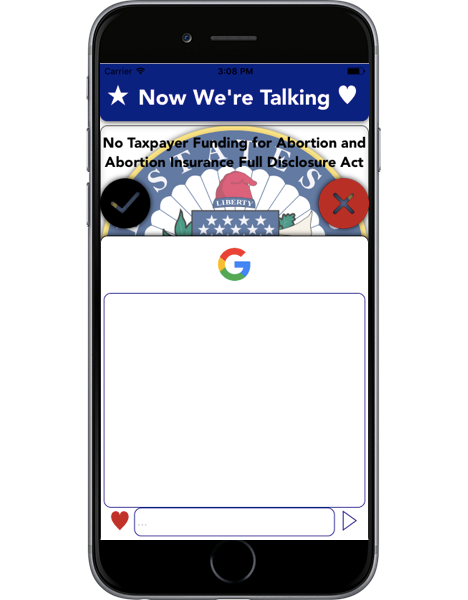 Carrier 3:08 PM
★ Now We're Talking ♥
No Taxpayer Funding for Abortion and
Abortion Insurance Full Disclosure Act
STATES
LIBERTY
G
...